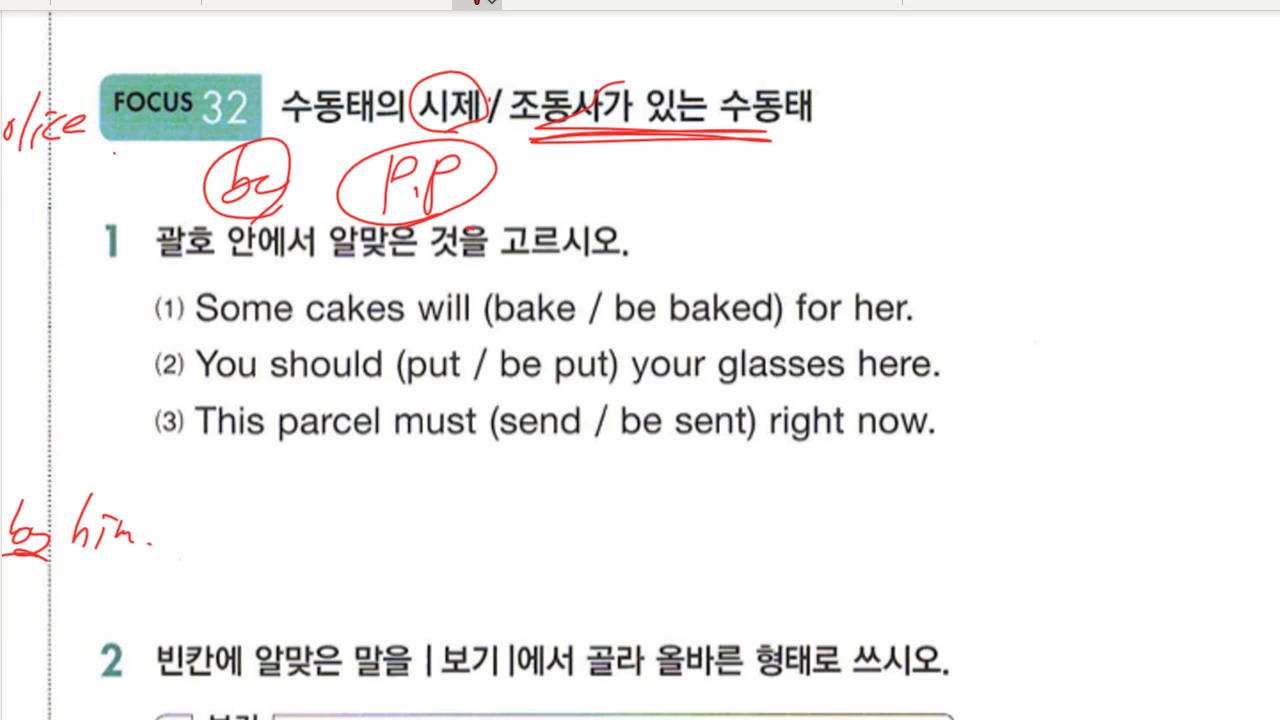 FOCUS 32 수동태의 시제 / 조동사가 있는 수동태
be P.P
1 괄호 안에서 알맞은 것을 고르시오.
(1) Some cakes will (bake / be baked) for her.
(2) You should (put / be put) your glasses here.
(3) This parcel must (send / be sent) right now.
by him.
2 빈칸에 알맞은 말을 | 보기 |에서 골라 올바른 형태로 쓰시오.